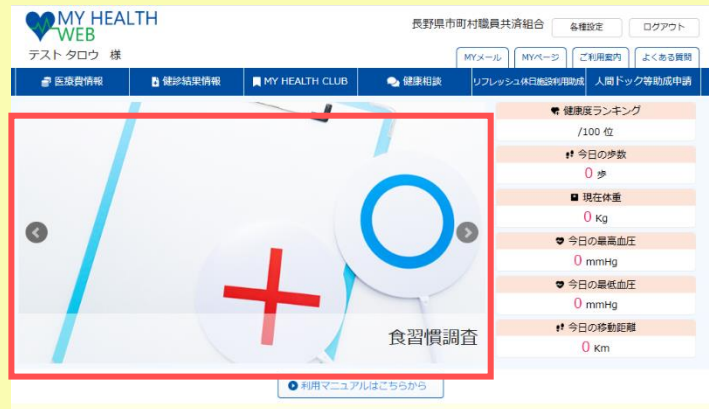 MY HEALTH
WEB
長野県市町村職員共済組合
各種設定
ログアウト
テスト タロウ 様
MYメール
MYページ
ご利用案内
よくある質問
医療費情報
健診結果情報
MY HEALTH CLUB
健康相談
リフレッシュ休日施設利用助成
人間ドック等助成申請
健康度ランキング
/100 位
今日の歩数
0 歩
現在体重
0 Kg
今日の最高血圧
0 mmHg
今日の最低血圧
0 mmHg
今日の移動距離
0 Km
食習慣調査
利用マニュアルはこちらから